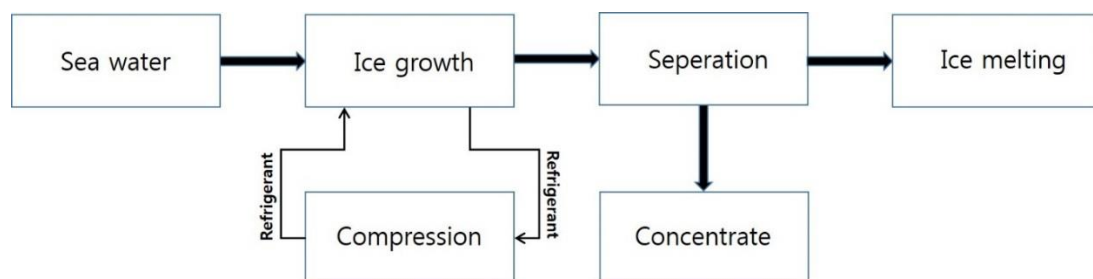 Sea water
Ice growth
Seperation
Ice melting
Refrigerant
Refrigerant
Compression
Concentrate